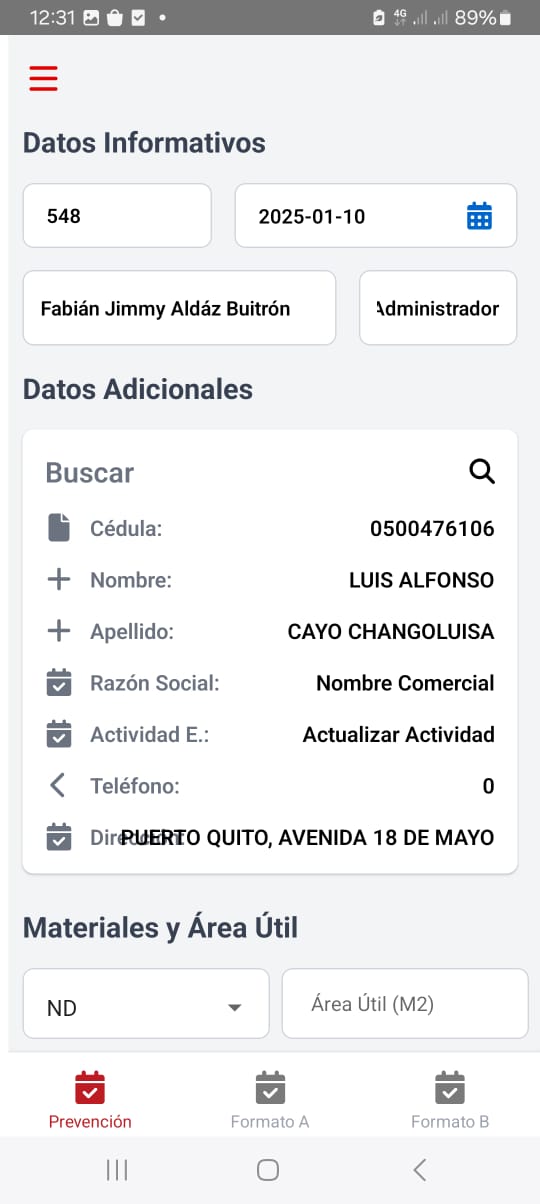 12:31 4G 89%
Datos Informativos
548 2025-01-10
Fabián Jimmy Aldáz Buitrón Administrador
Datos Adicionales
Buscar
Cédula: 0500476106
Nombre: LUIS ALFONSO
Apellido: CAYO CHANGOLUISA
Razón Social: Nombre Comercial
Actividad E.: Actualizar Actividad
Teléfono: 0
Dirección: PUERTO QUITO, AVENIDA 18 DE MAYO
Materiales y Área Útil
ND Área Útil (M2)
Prevención Formato A Formato B